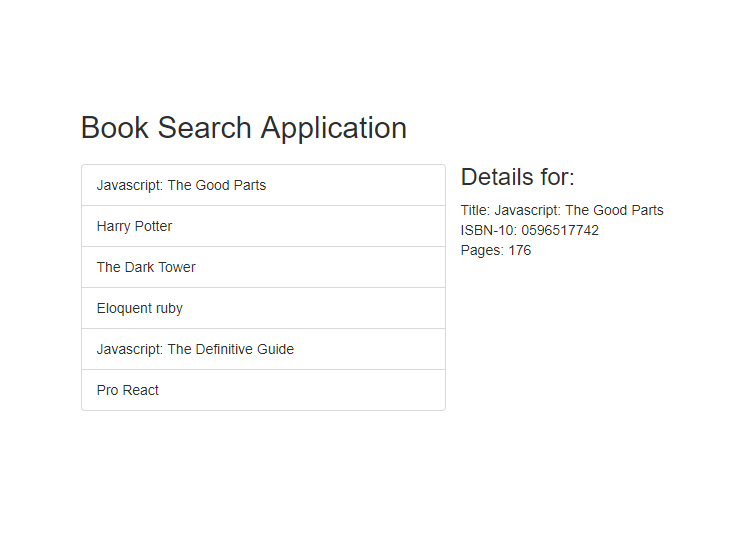 Book Search Application
Javascript: The Good Parts
Harry Potter
The Dark Tower
Eloquent ruby
Javascript: The Definitive Guide
Pro React
Details for:
Title: Javascript: The Good Parts
ISBN-10: 0596517742
Pages: 176